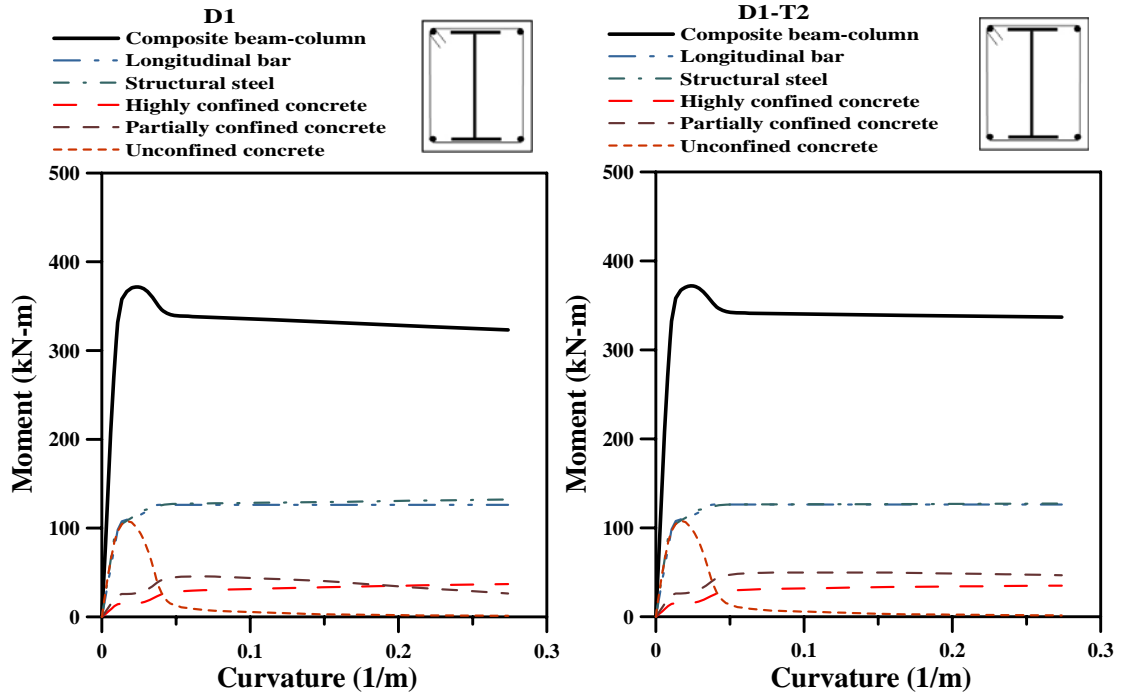 D1
Composite beam-column
Longitudinal bar
Structural steel
Highly confined concrete
Partially confined concrete
Unconfined concrete
500
400
300
200
100
0
Moment (kN-m)
0
0.1
0.2
0.3
Curvature (1/m)
D1-T2
Composite beam-column
Longitudinal bar
Structural steel
Highly confined concrete
Partially confined concrete
Unconfined concrete
500
400
300
200
100
0
Moment (kN-m)
0
0.1
0.2
0.3
Curvature (1/m)